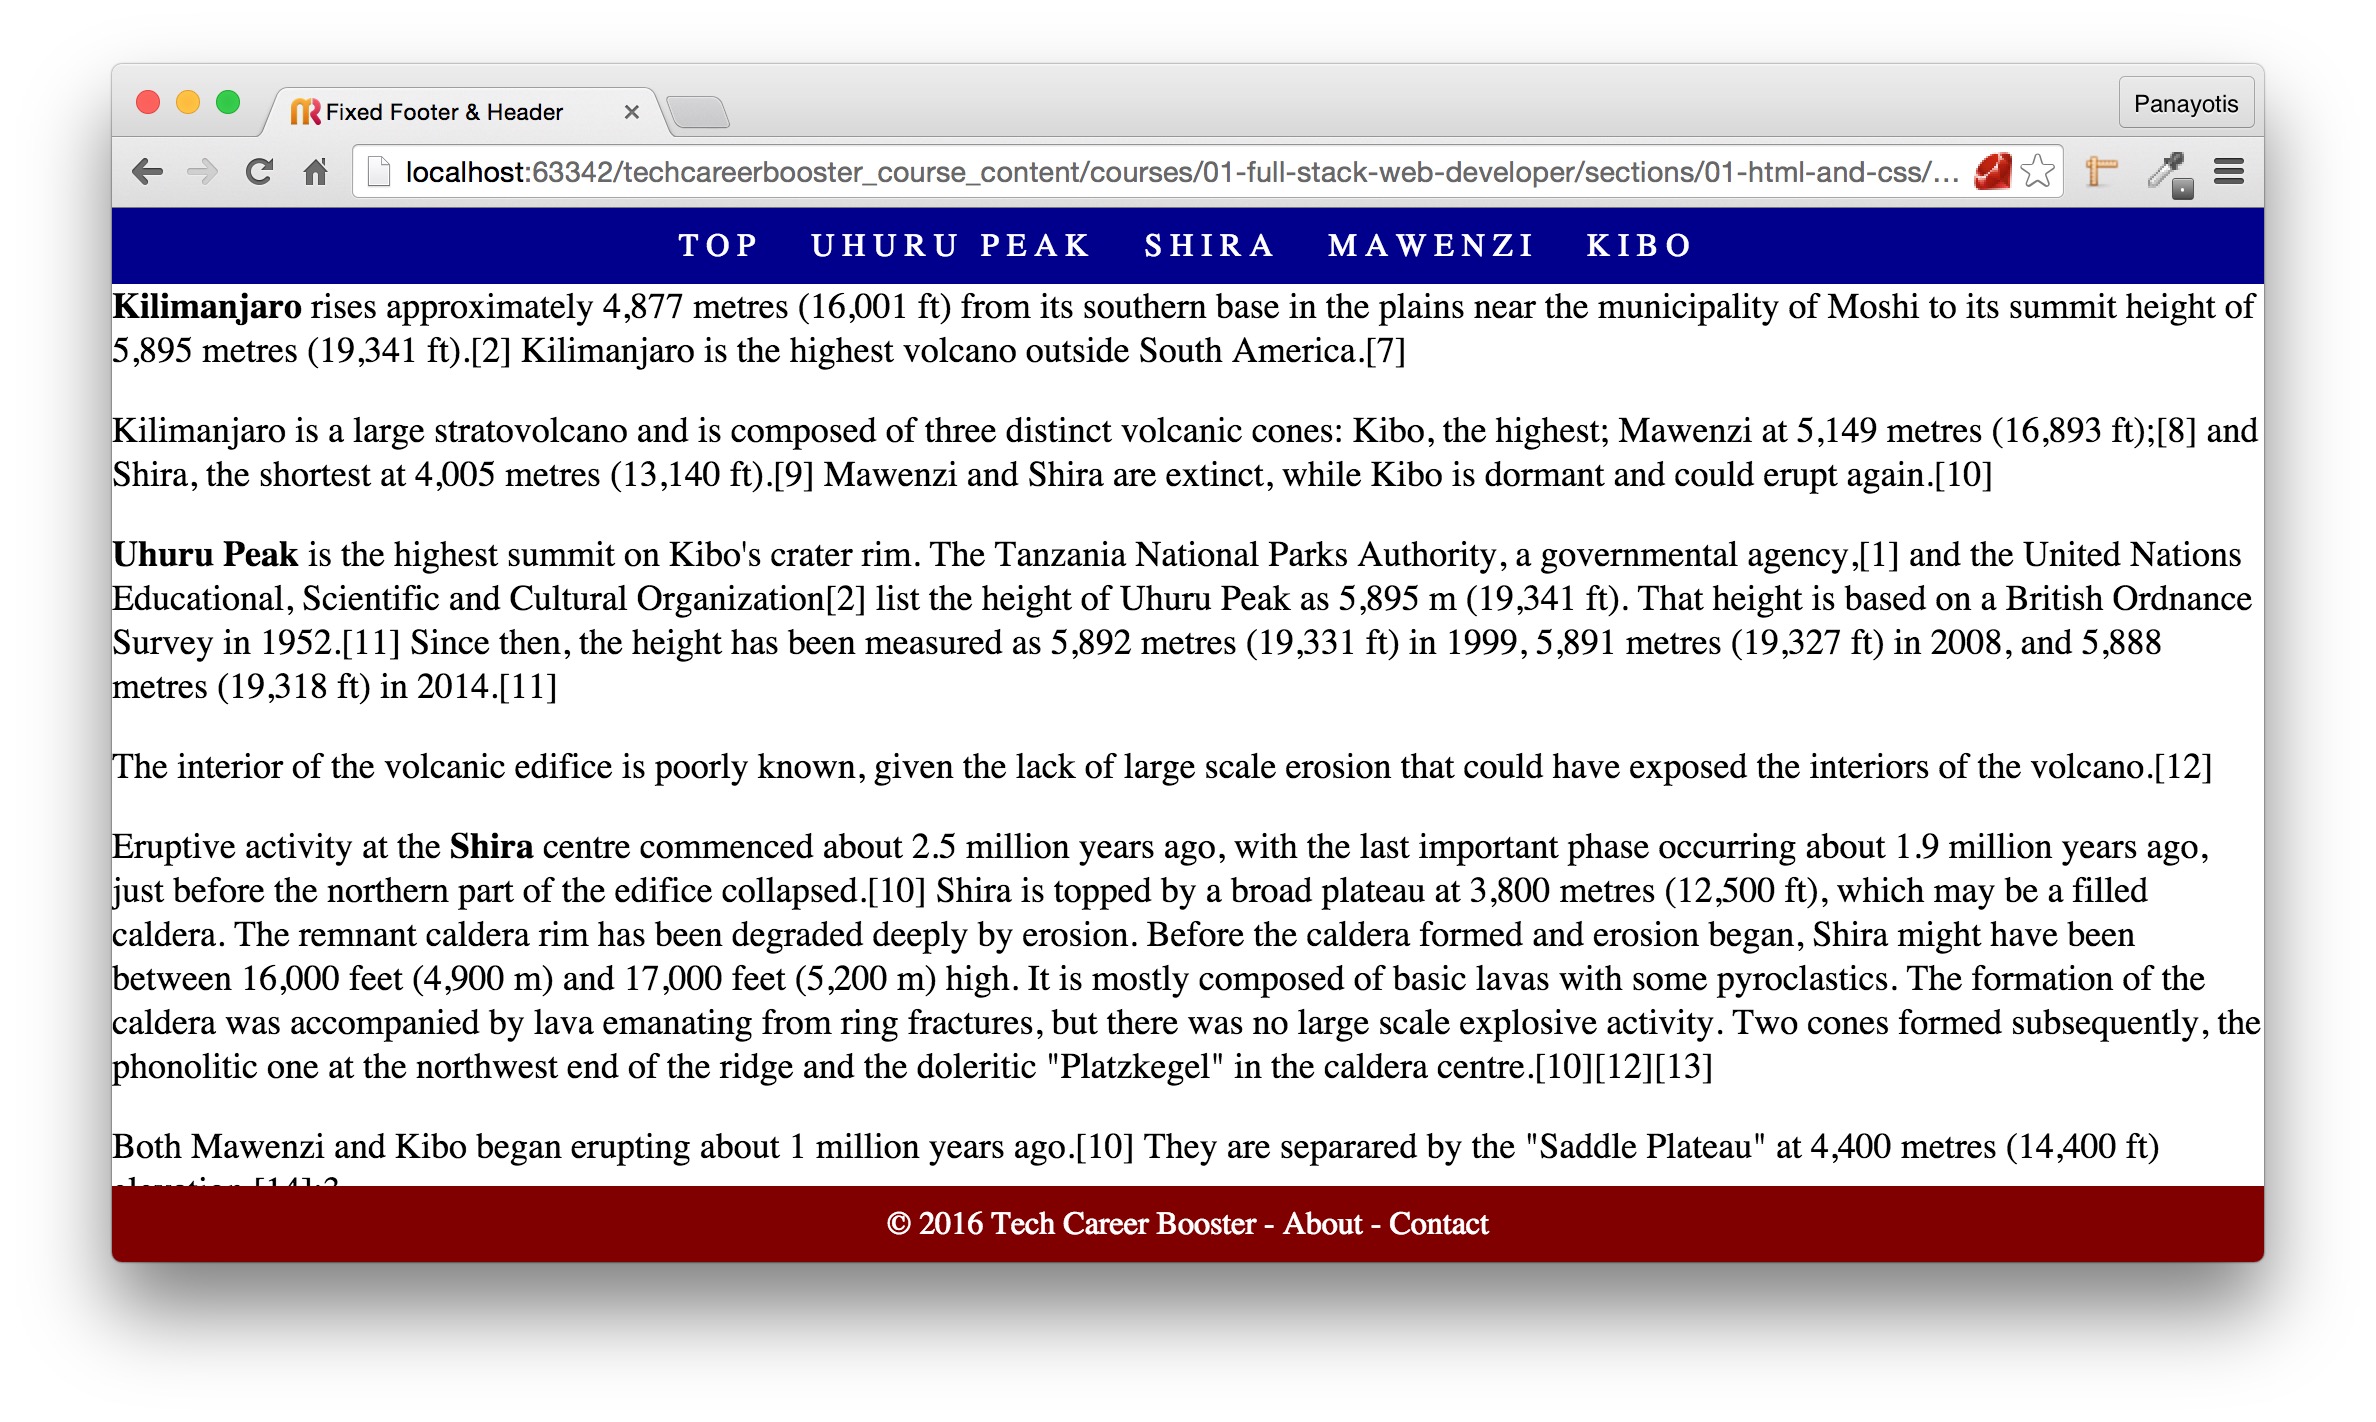 Fixed Footer & Header
Panayotis
localhost:63342/techcareerbooster_course_content/courses/01-full-stack-web-developer/sections/01-html-and-css/...
TOP UHURU PEAK SHIRA MAWENZI KIBO
Kilimanjaro rises approximately 4,877 metres (16,001 ft) from its southern base in the plains near the municipality of Moshi to its summit height of
5,895 metres (19,341 ft).[2] Kilimanjaro is the highest volcano outside South America.[7]
Kilimanjaro is a large stratovolcano and is composed of three distinct volcanic cones: Kibo, the highest; Mawenzi at 5,149 metres (16,893 ft);[8] and
Shira, the shortest at 4,005 metres (13,140 ft).[9] Mawenzi and Shira are extinct, while Kibo is dormant and could erupt again.[10]
Uhuru Peak is the highest summit on Kibo's crater rim. The Tanzania National Parks Authority, a governmental agency,[1] and the United Nations
Educational, Scientific and Cultural Organization[2] list the height of Uhuru Peak as 5,895 m (19,341 ft). That height is based on a British Ordnance
Survey in 1952.[11] Since then, the height has been measured as 5,892 metres (19,331 ft) in 1999, 5,891 metres (19,327 ft) in 2008, and 5,888
metres (19,318 ft) in 2014.[11]
The interior of the volcanic edifice is poorly known, given the lack of large scale erosion that could have exposed the interiors of the volcano.[12]
Eruptive activity at the Shira centre commenced about 2.5 million years ago, with the last important phase occurring about 1.9 million years ago,
just before the northern part of the edifice collapsed.[10] Shira is topped by a broad plateau at 3,800 metres (12,500 ft), which may be a filled
caldera. The remnant caldera rim has been degraded deeply by erosion. Before the caldera formed and erosion began, Shira might have been
between 16,000 feet (4,900 m) and 17,000 feet (5,200 m) high. It is mostly composed of basic lavas with some pyroclastics. The formation of the
caldera was accompanied by lava emanating from ring fractures, but there was no large scale explosive activity. Two cones formed subsequently, the
phonolitic one at the northwest end of the ridge and the doleritic "Platzkegel" in the caldera centre.[10][12][13]
Both Mawenzi and Kibo began erupting about 1 million years ago.[10] They are separared by the "Saddle Plateau" at 4,400 metres (14,400 ft)
© 2016 Tech Career Booster - About - Contact